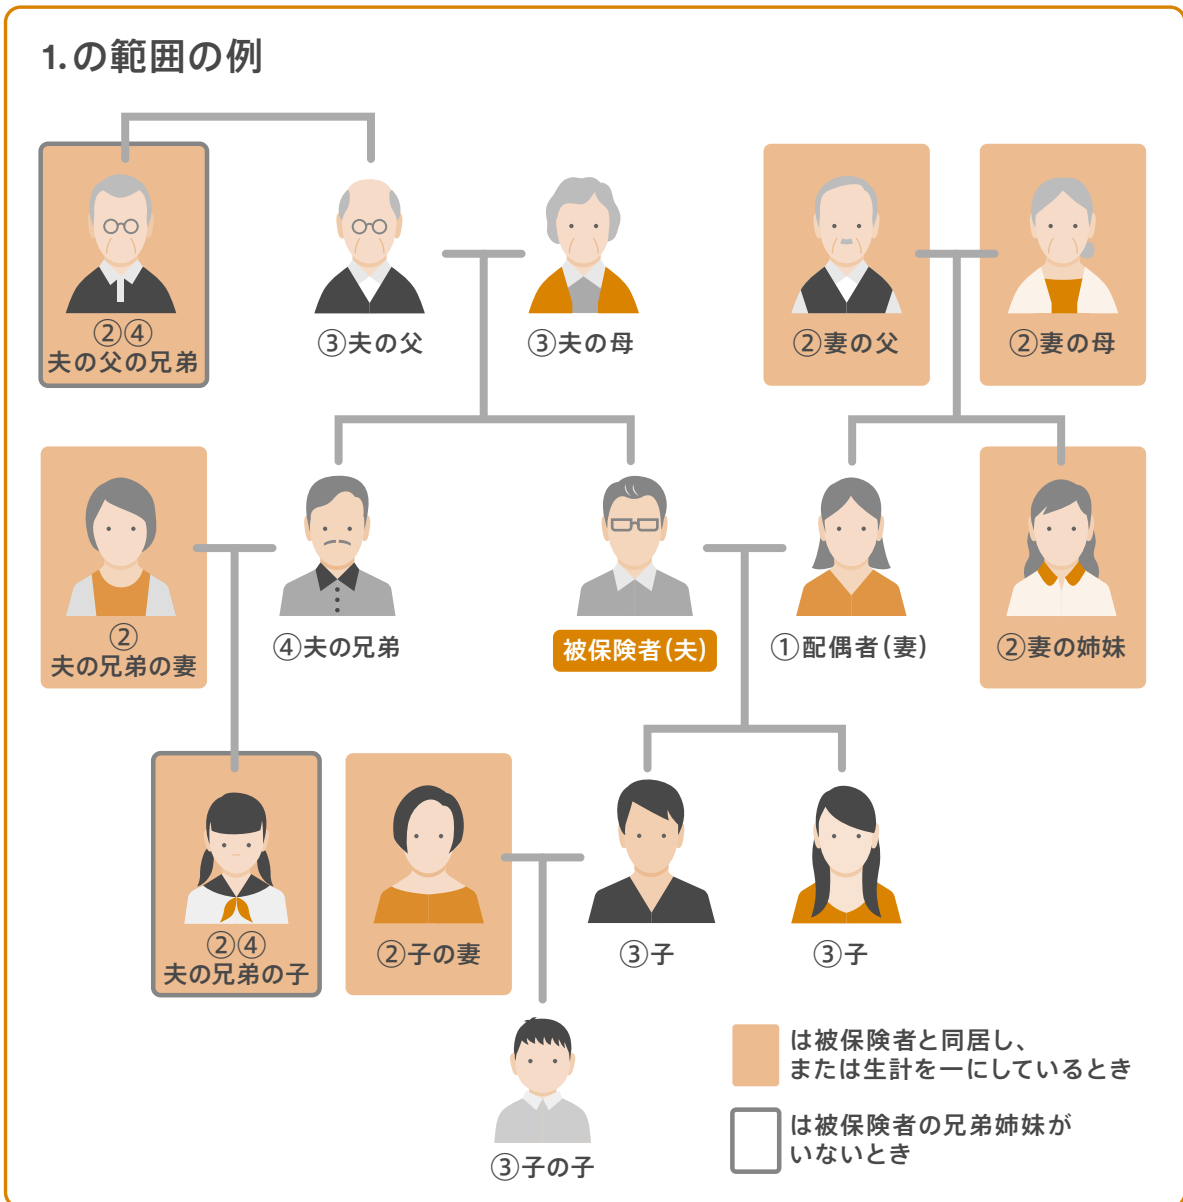 1.の範囲の例
②④
夫の父の兄弟
③夫の父
③夫の母
②妻の父
②妻の母
②
夫の兄弟の妻
④夫の兄弟
被保険者(夫)
①配偶者(妻)
②妻の姉妹
②④
夫の兄弟の子
②子の妻
③子
③子
③子の子
は被保険者と同居し、
または生計を一にしているとき
は被保険者の兄弟姉妹が
いないとき